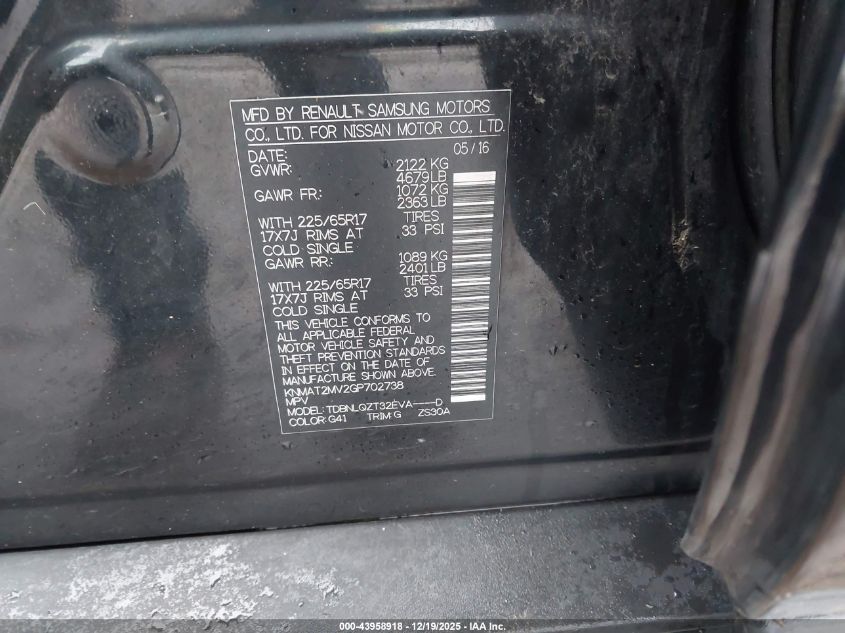 MFD BY RENAULT SAMSUNG MOTORS
CO., LTD. FOR NISSAN MOTOR CO., LTD.
DATE: 05 / 16
GVWR: 2122 KG
4679 LB
GAWR FR: 1072 KG
2363 LB
WITH 225/65R17 TIRES
17X7J RIMS AT 33 PSI
COLD SINGLE
GAWR RR: 1089 KG
2401 LB
WITH 225/65R17 TIRES
17X7J RIMS AT 33 PSI
COLD SINGLE
THIS VEHICLE CONFORMS TO
ALL APPLICABLE FEDERAL
MOTOR VEHICLE SAFETY AND
THEFT PREVENTION STANDARDS
IN EFFECT ON THE DATE OF
MANUFACTURE SHOWN ABOVE.
KNMAT2MV2GP702738
MPV
MODEL: TDBNLQZT32EVA----D
COLOR: G41 TRIM: G ZS30A
000-43958918 - 12/19/2025 - IAA Inc.